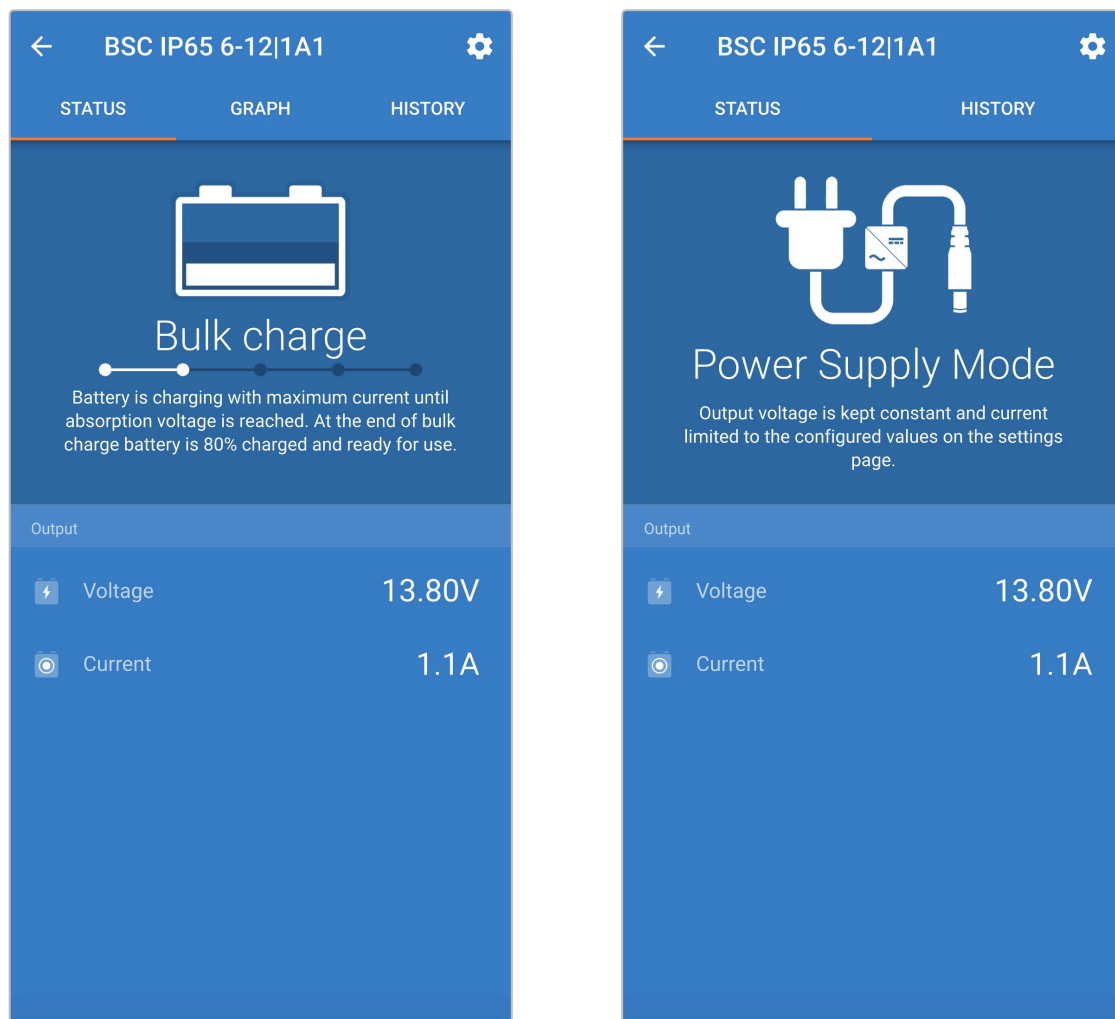 BSC IP65 6-12|1A1
STATUS GRAPH HISTORY
Bulk charge
Battery is charging with maximum current until
absorption voltage is reached. At the end of bulk
charge battery is 80% charged and ready for use.
Output
Voltage 13.80V
Current 1.1A
BSC IP65 6-12|1A1
STATUS HISTORY
Power Supply Mode
Output voltage is kept constant and current
limited to the configured values on the settings
page.
Output
Voltage 13.80V
Current 1.1A